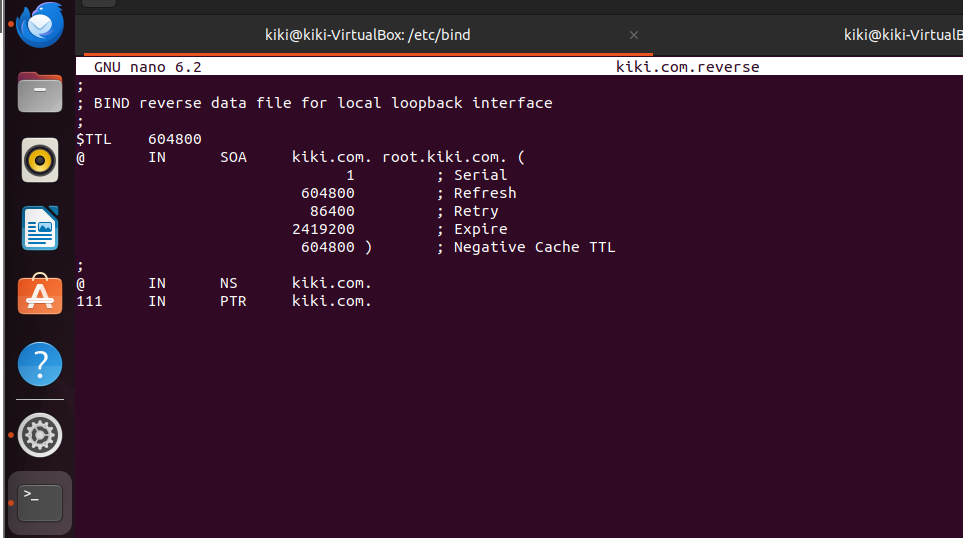 kiki@kiki-VirtualBox: /etc/bind × kiki@kiki-VirtualB
GNU nano 6.2 kiki.com.reverse
;
; BIND reverse data file for local loopback interface
;
$TTL 604800
@ IN SOA kiki.com. root.kiki.com. (
1 ; Serial
604800 ; Refresh
86400 ; Retry
2419200 ; Expire
604800 ) ; Negative Cache TTL
;
@ IN NS kiki.com.
111 IN PTR kiki.com.